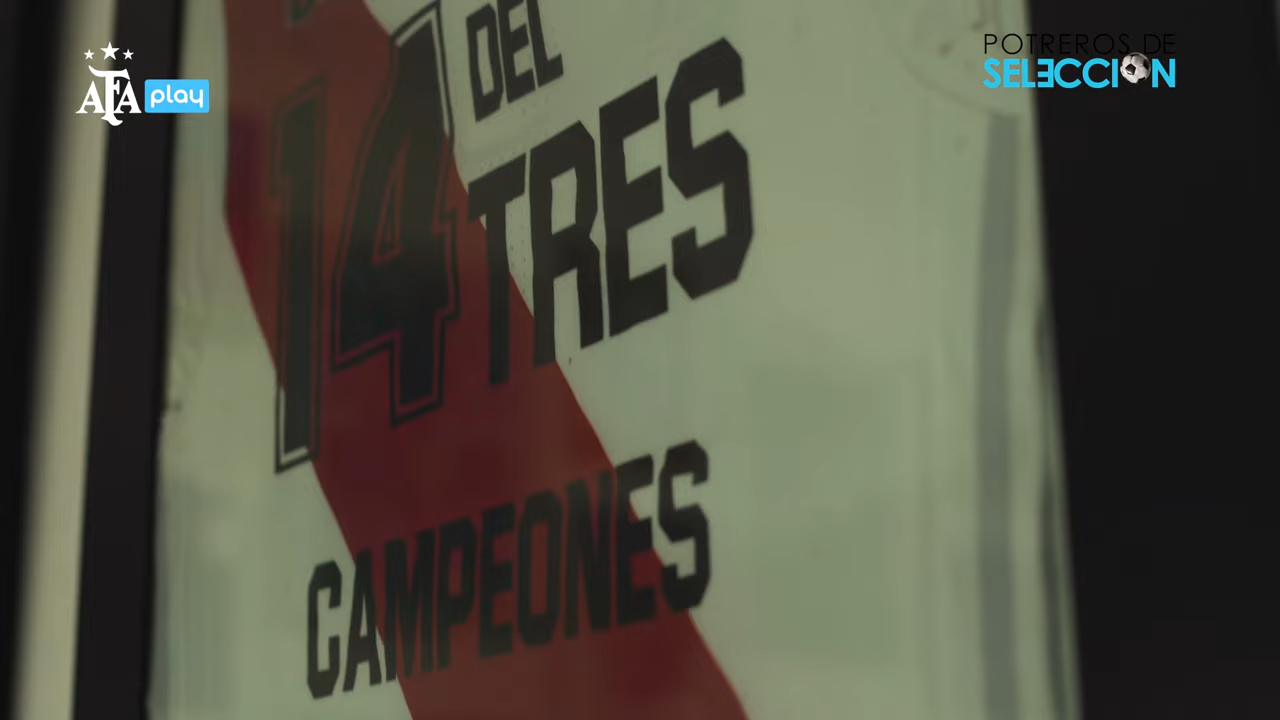 AFA play
POTREROS DE
SELECCION
DEL
14 TRES
CAMPEONES